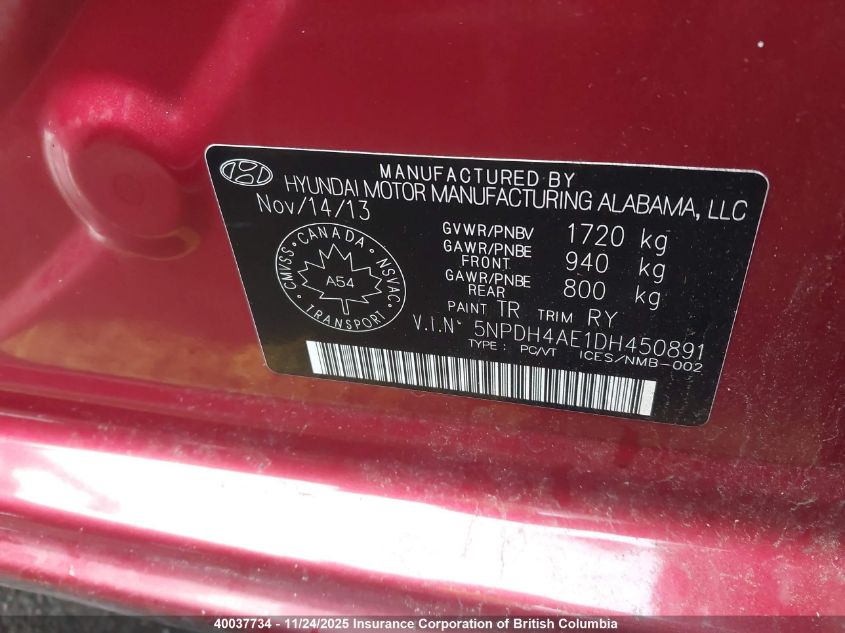 MANUFACTURED BY
HYUNDAI MOTOR MANUFACTURING ALABAMA, LLC
Nov/14/13
GVWR/PNBV 1720 kg
GAWR/PNBE FRONT 940 kg
GAWR/PNBE REAR 800 kg
CMVSS • CANADA • NSVAC • TRANSPORT •
A54
PAINT TR TRIM RY
V.I.N° 5NPDH4AE1DH450891
TYPE: PC/VT ICES/NMB-002
40037734 - 11/24/2025 Insurance Corporation of British Columbia